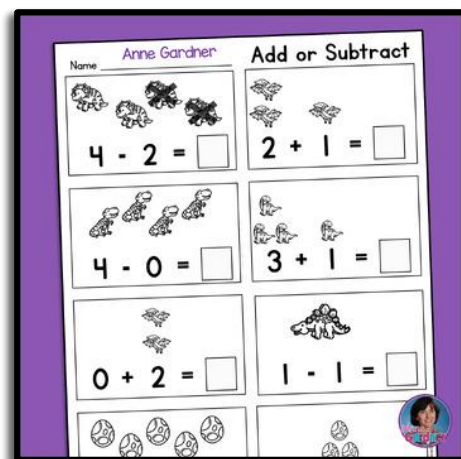 Name Anne Gardner
Add or Subtract
4 - 2 =
2 + 1 =
4 - 0 =
3 + 1 =
0 + 2 =
1 - 1 =